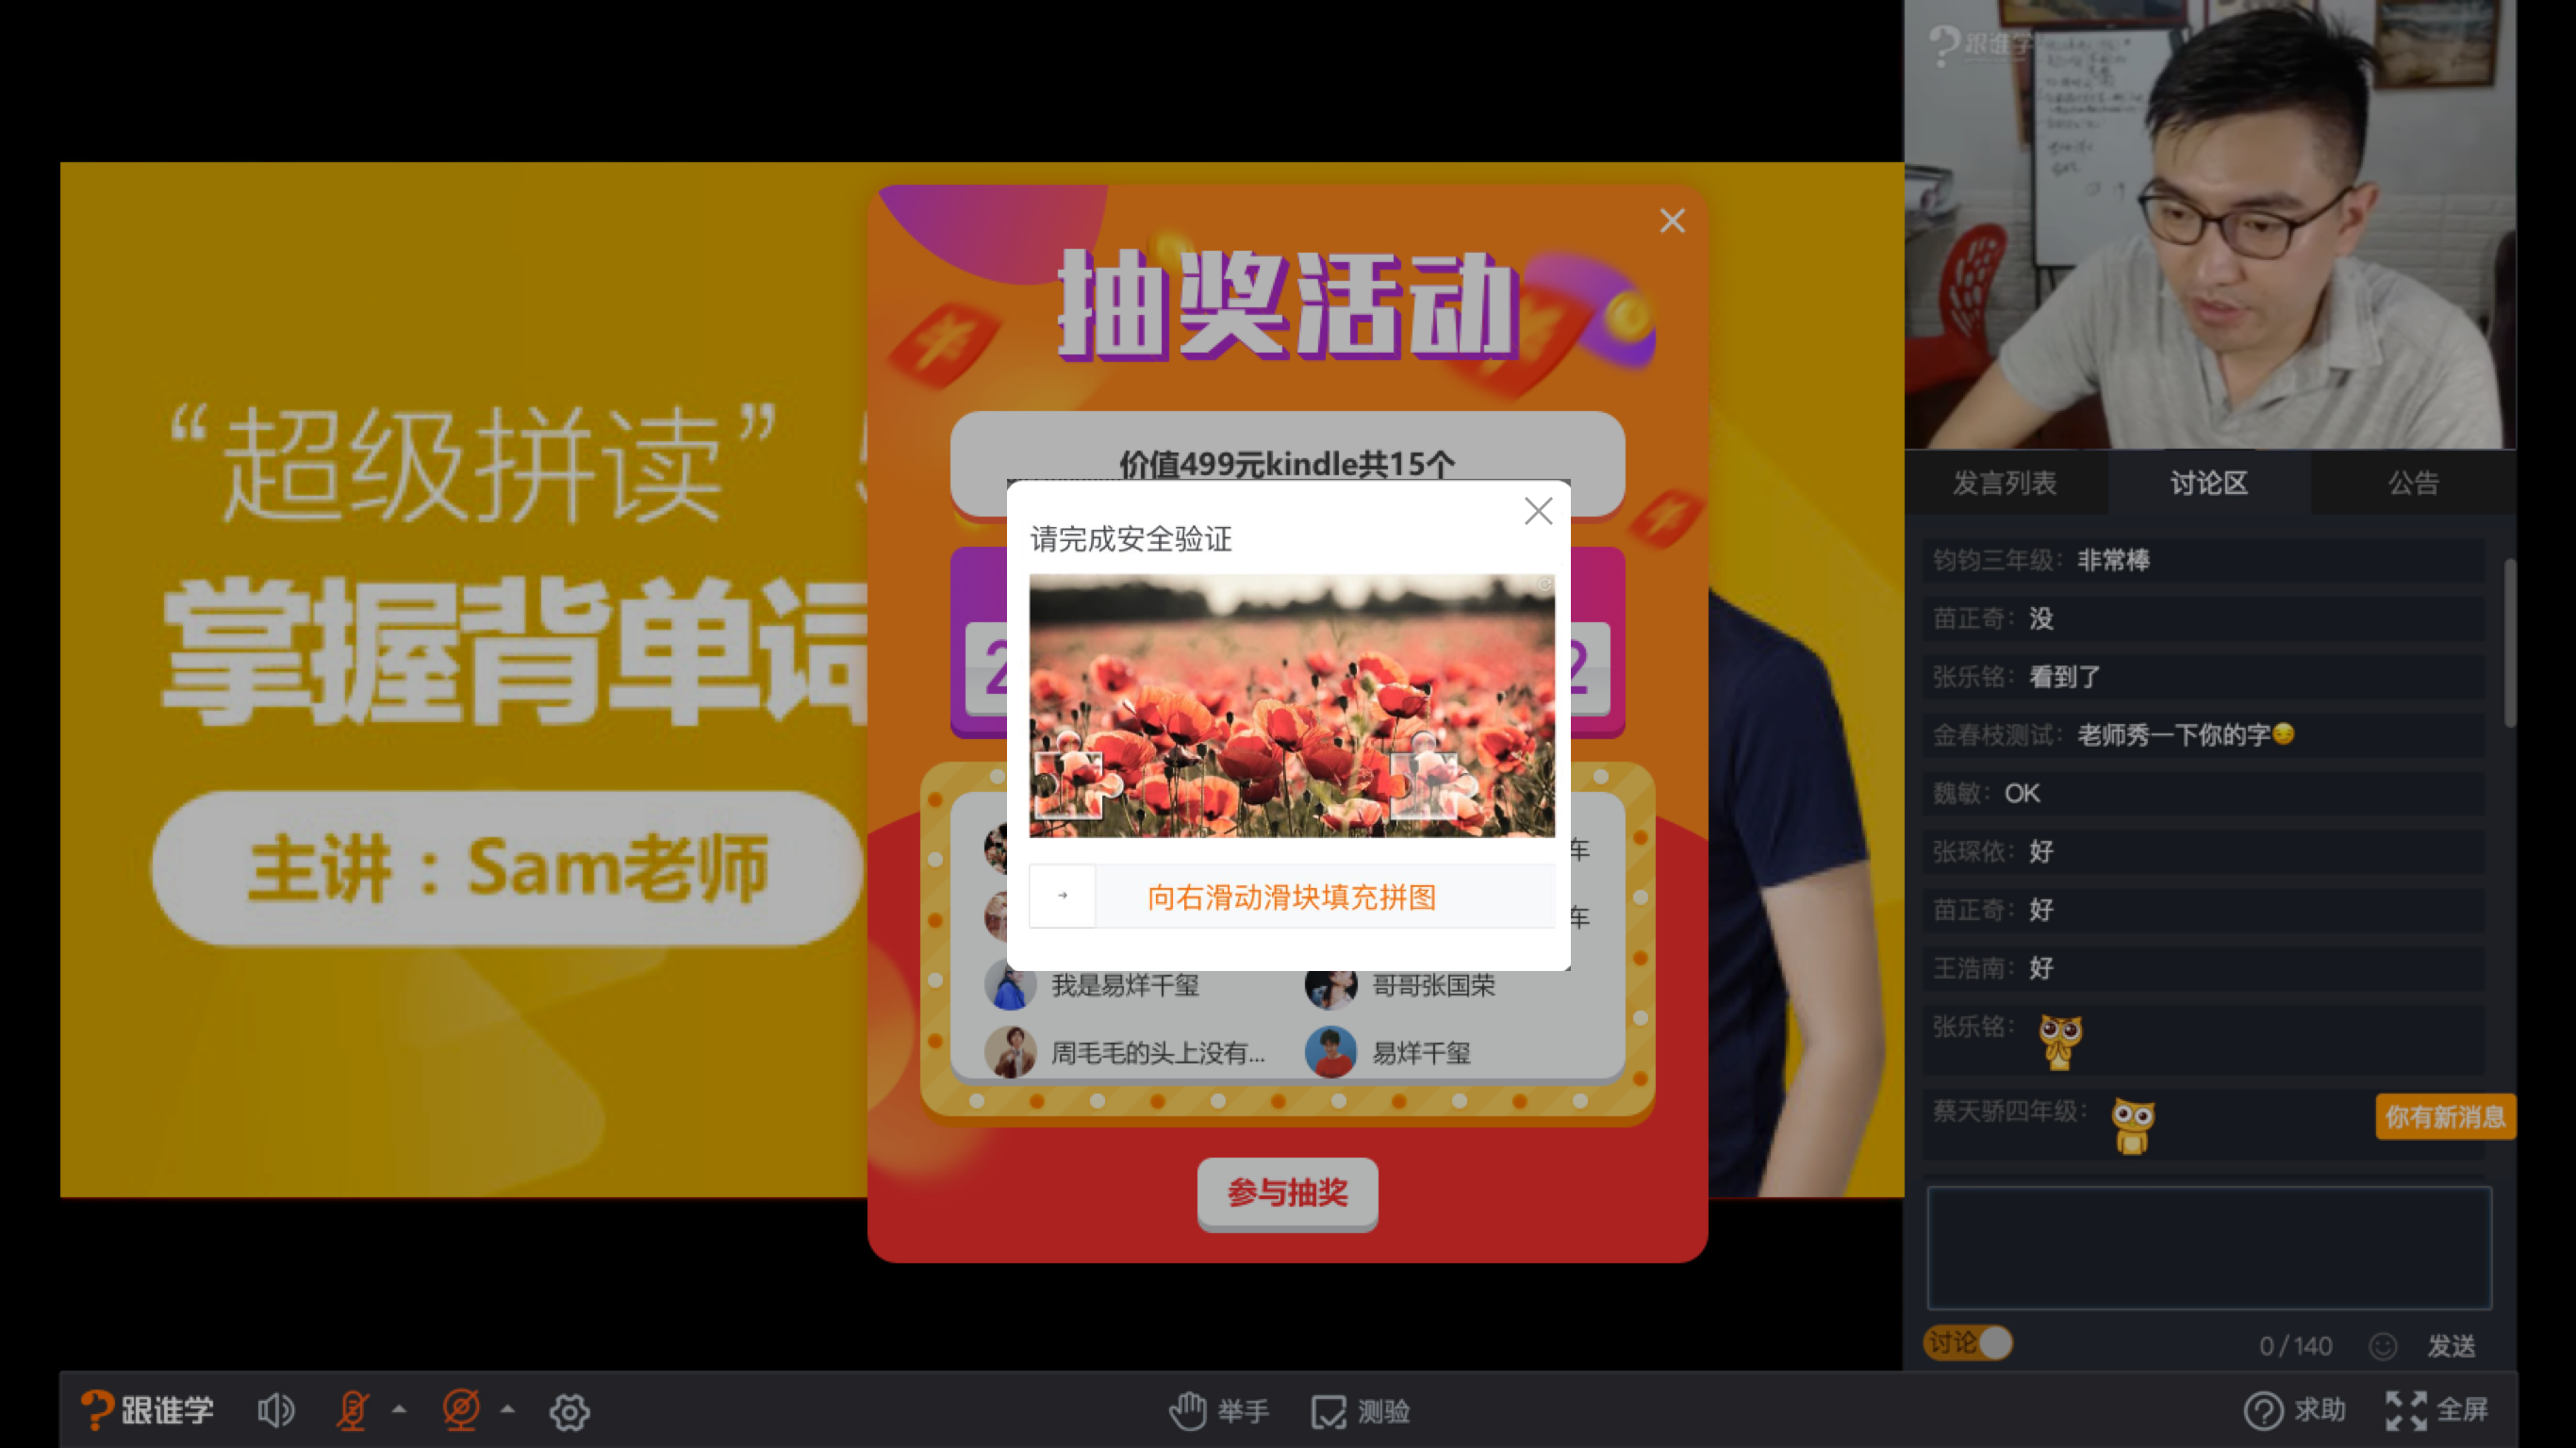 跟谁学
“超级拼读”
掌握背单词
主讲：Sam老师
抽奖活动
价值499元kindle共15个
请完成安全验证
向右滑动滑块填充拼图
2
2
车
车
我是易烊千玺
哥哥张国荣
周毛毛的头上没有...
易烊千玺
参与抽奖
发言列表
讨论区
公告
钧钧三年级：非常棒
苗正奇：没
张乐铭：看到了
金春枝测试：老师秀一下你的字
魏敏：OK
张琛依：好
苗正奇：好
王浩南：好
张乐铭：
蔡天骄四年级：
你有新消息
讨论
0/140
发送
跟谁学
举手
测验
求助
全屏